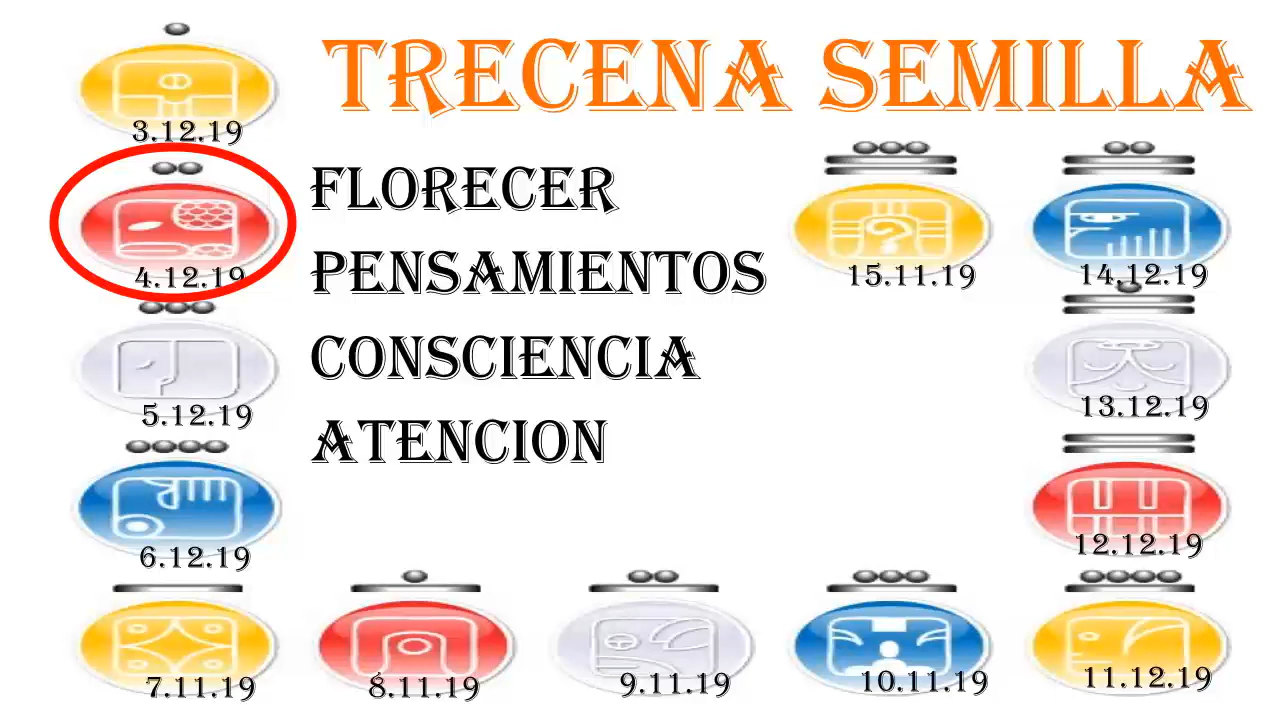 TRECENA SEMILLA
3.12.19
4.12.19
FLORECER
PENSAMIENTOS
CONSCIENCIA
ATENCION
15.11.19
14.12.19
5.12.19
13.12.19
6.12.19
12.12.19
7.11.19
8.11.19
9.11.19
10.11.19
11.12.19